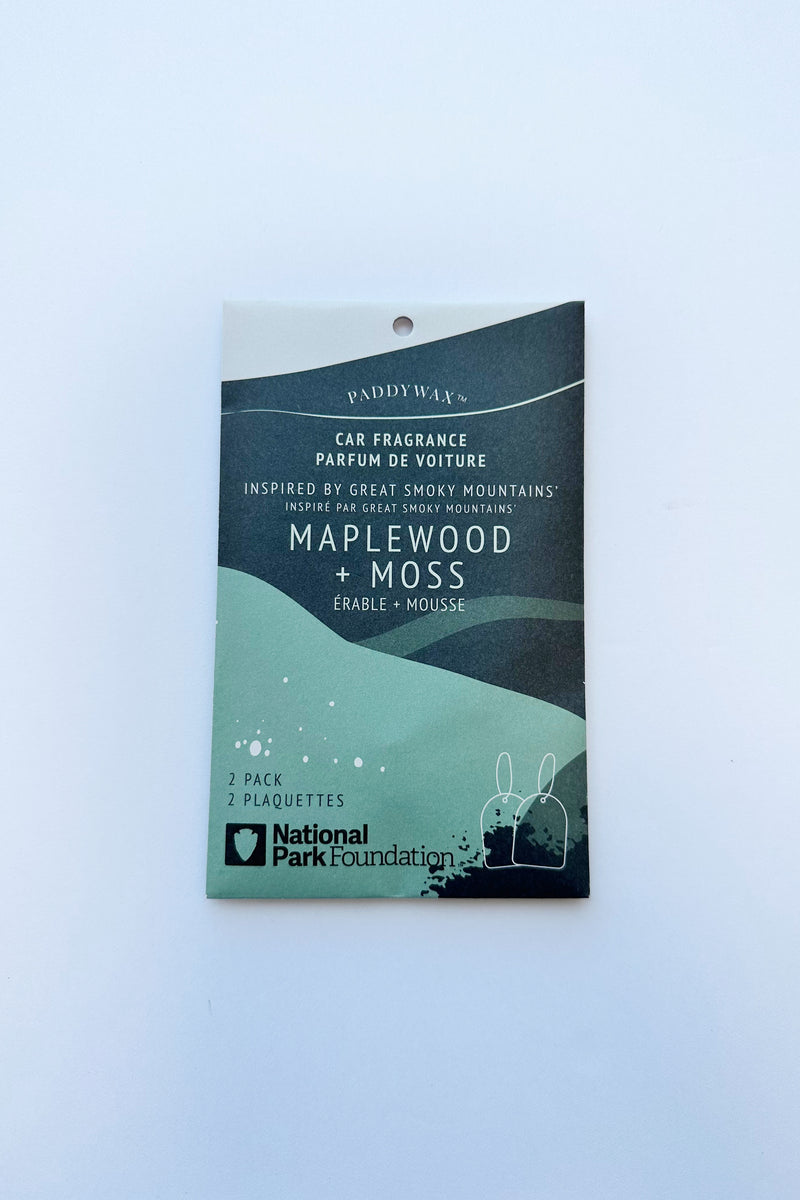 PADDYWAX™
CAR FRAGRANCE
PARFUM DE VOITURE
INSPIRED BY GREAT SMOKY MOUNTAINS'
INSPIRÉ PAR GREAT SMOKY MOUNTAINS'
MAPLEWOOD
+ MOSS
ÉRABLE + MOUSSE
2 PACK
2 PLAQUETTES
National
Park Foundation